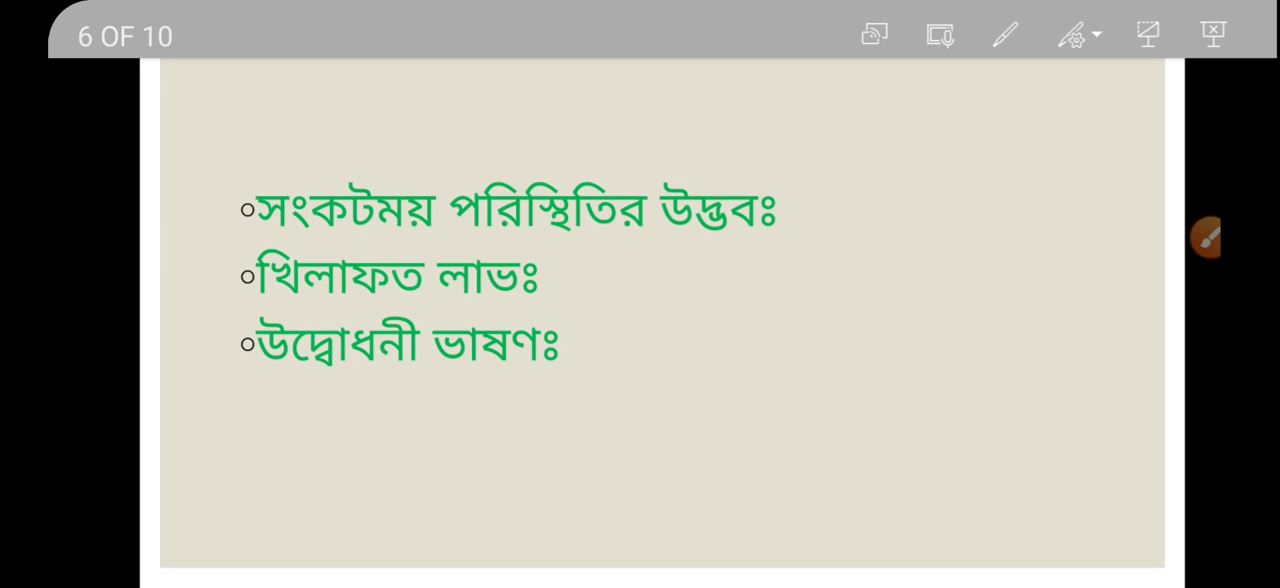 6 OF 10
◦সংকটময় পরিস্থিতির উদ্ভবঃ
◦খিলাফত লাভঃ
◦উদ্বোধনী ভাষণঃ